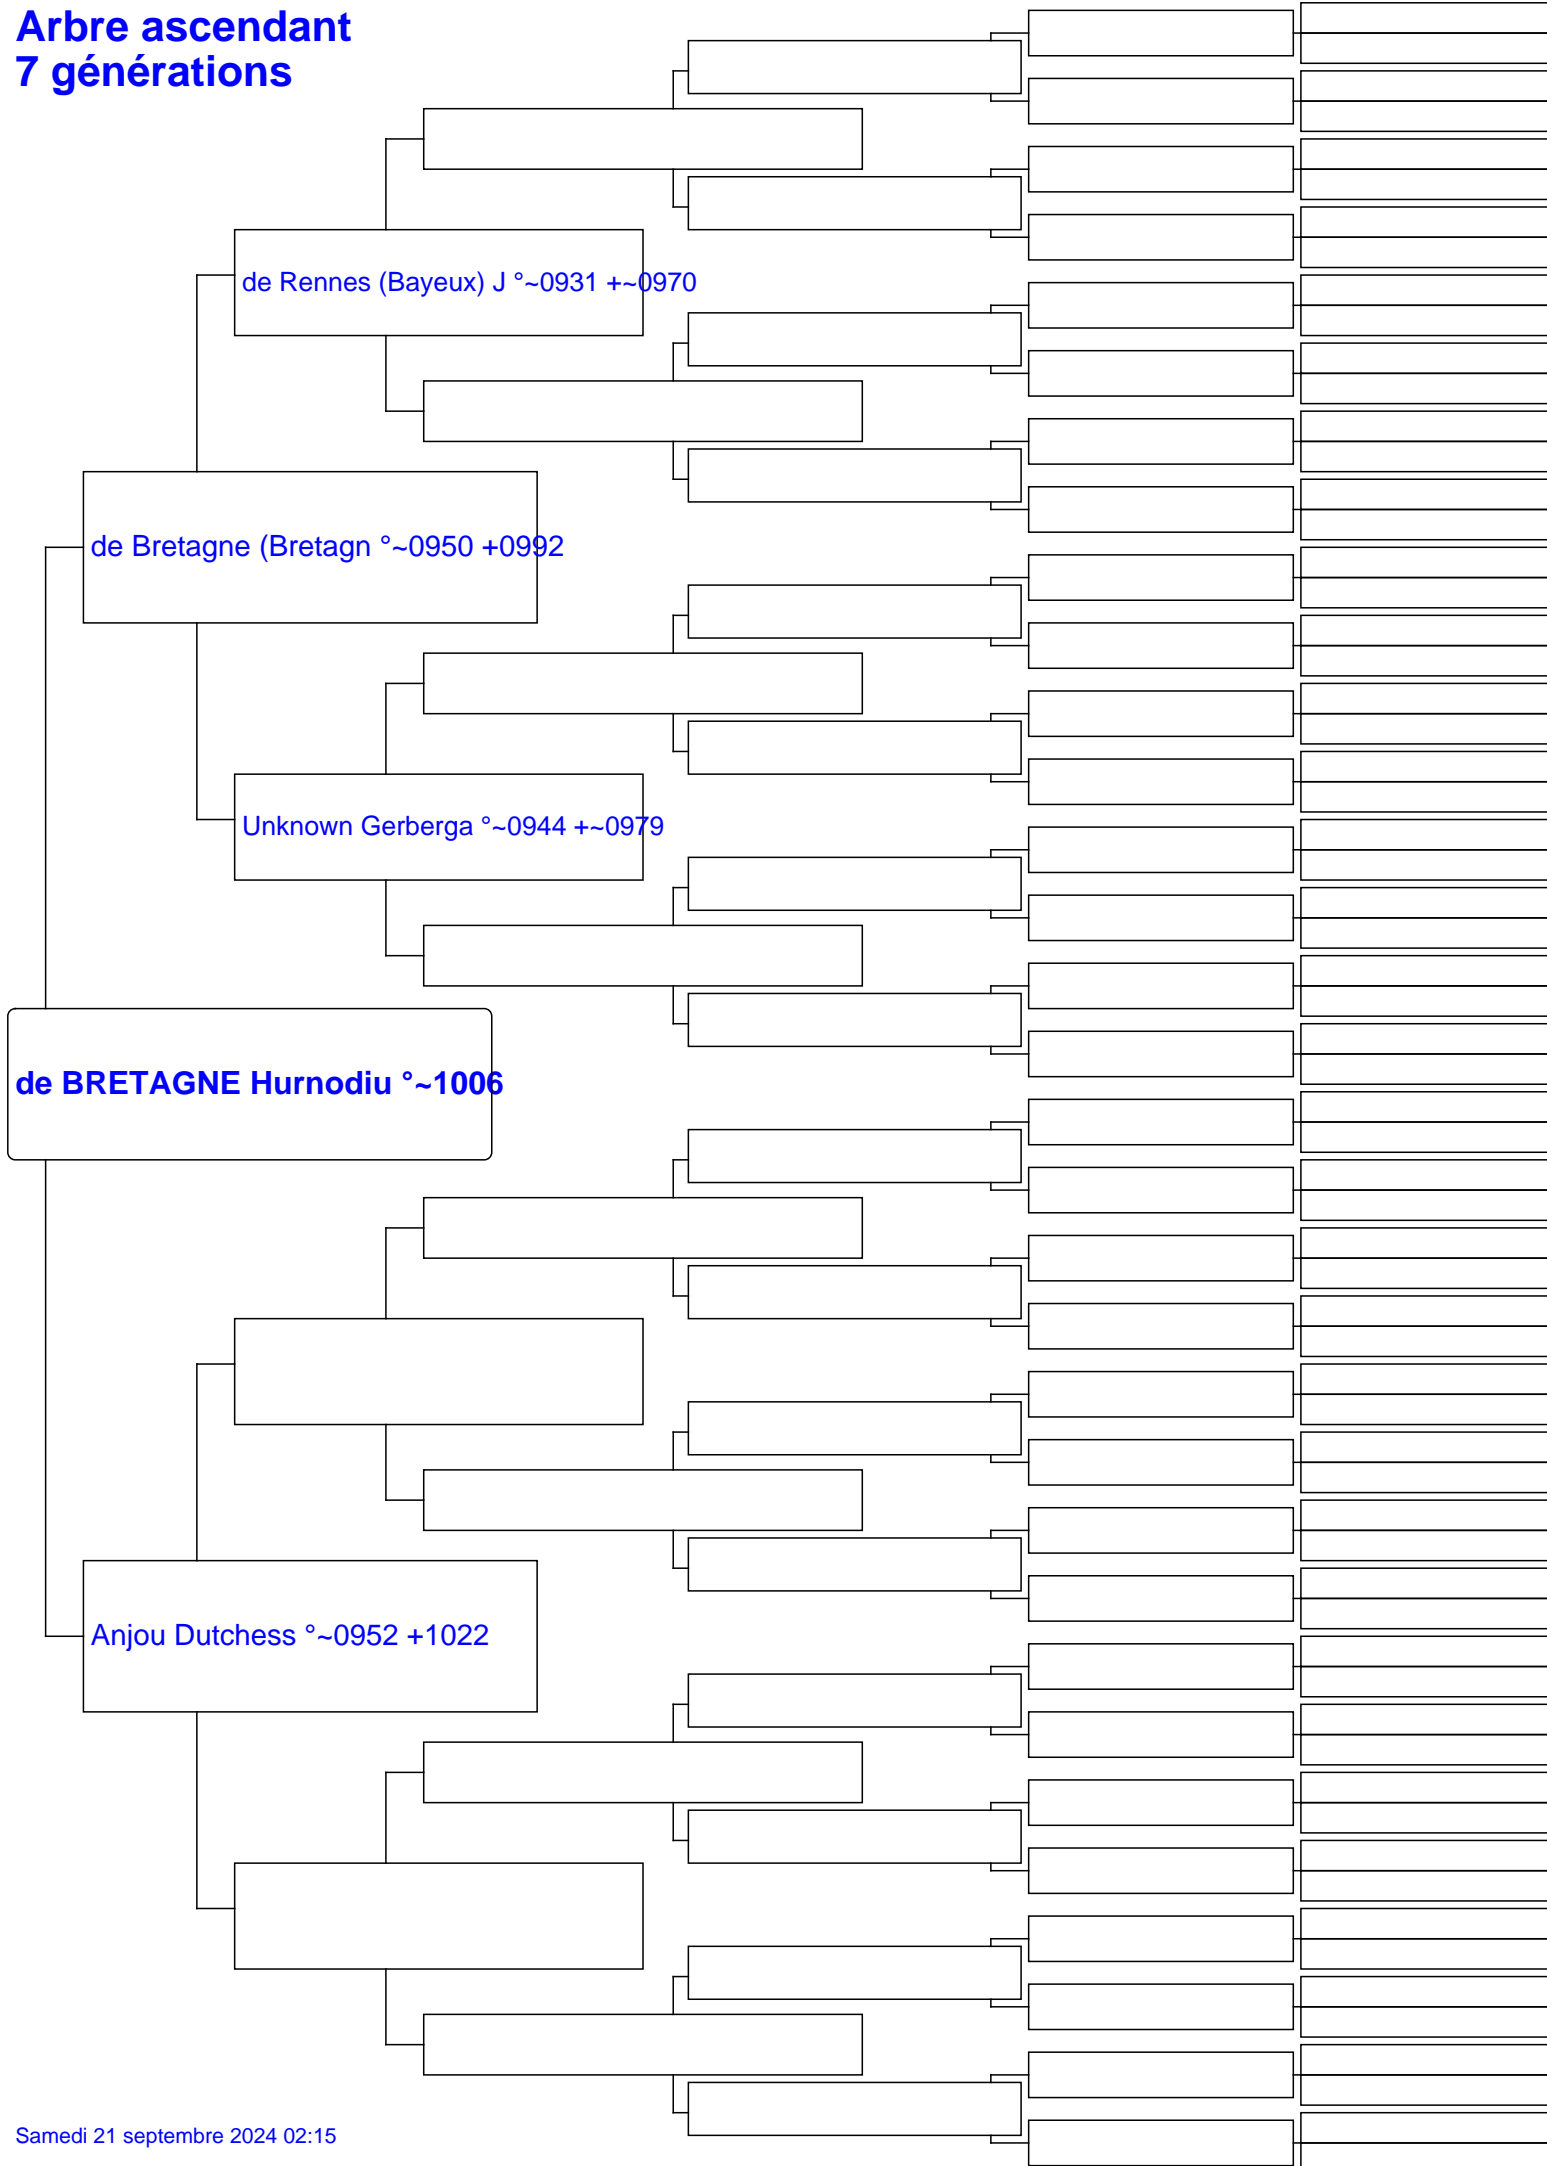 Arbre ascendant
7 générations
de Rennes (Bayeux) J °~0931 +~0970
de Bretagne (Bretagn °~0950 +0992
Unknown Gerberga °~0944 +~0979
de BRETAGNE Hurnodiu °~1006
Anjou Dutchess °~0952 +1022
Samedi 21 septembre 2024 02:15